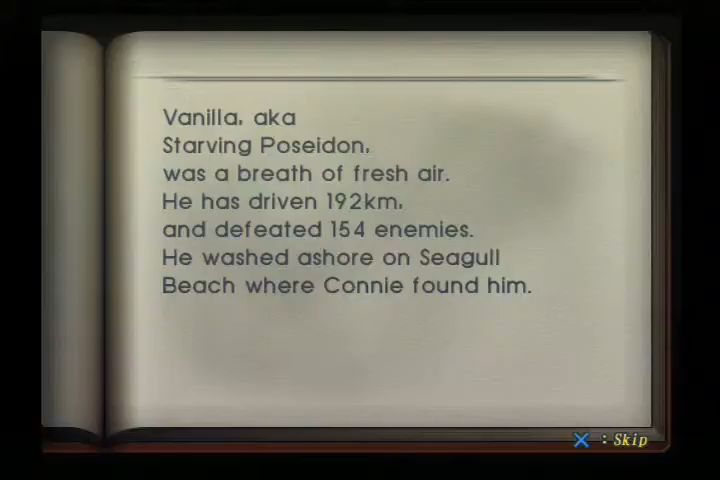 Vanilla, aka
Starving Poseidon,
was a breath of fresh air.
He has driven 192km,
and defeated 154 enemies.
He washed ashore on Seagull
Beach where Connie found him.
: Skip